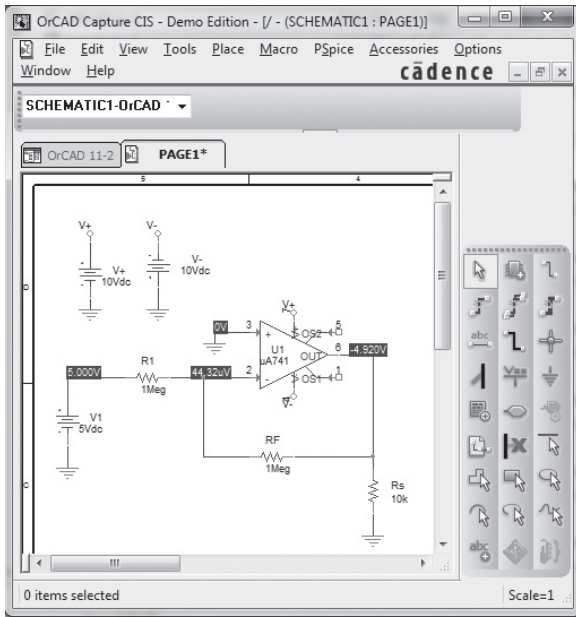 OrCAD Capture CIS - Demo Edition - [/ - (SCHEMATIC1 : PAGE1)]
File Edit View Tools Place Macro PSpice Accessories Options
Window Help
cādence
SCHEMATIC1-OrCAD
OrCAD 11-2
PAGE1*
5 4
V+ V-
V+
10Vdc
V-
10Vdc
V+
0V 3 + OS2 5
U1
uA741
OUT 6 -4.920V
5.000V
R1
1Meg
44.32uV 2 - OS1 1
V-
V1
5Vdc
RF
1Meg
Rs
10k
abc
abc
0 items selected
Scale=1